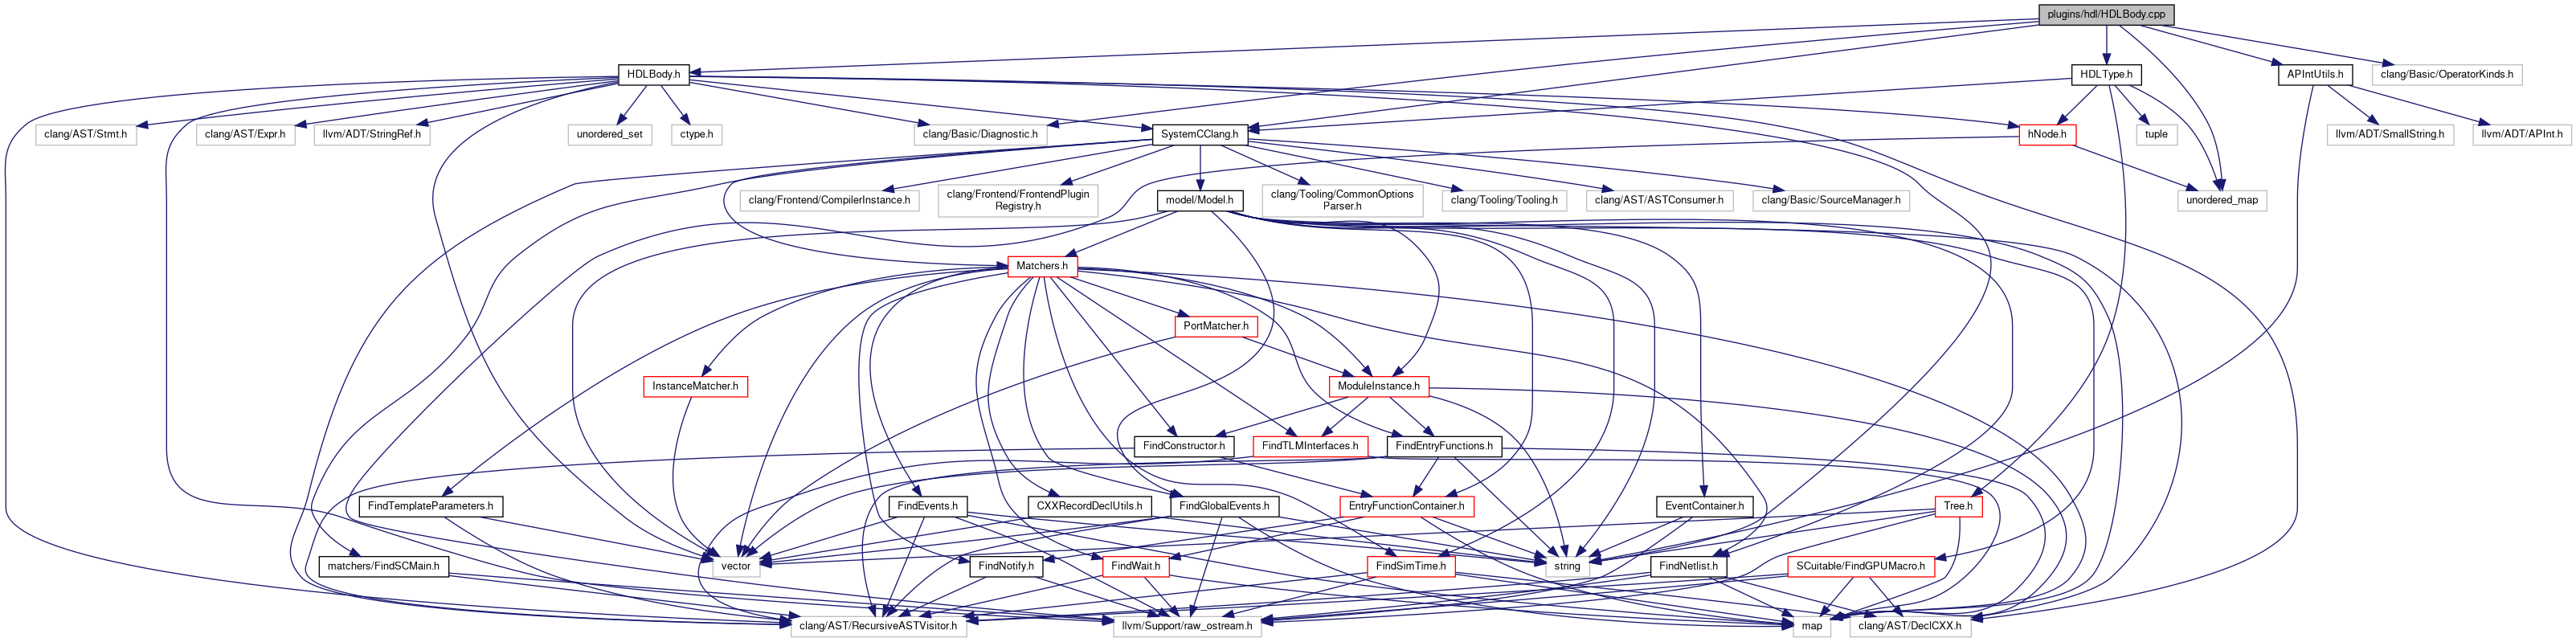 plugins/hdl/HDLBody.cpp
HDLBody.h
HDLType.h
APIntUtils.h
clang/Basic/OperatorKinds.h
clang/AST/Stmt.h
clang/AST/Expr.h
llvm/ADT/StringRef.h
unordered_set
ctype.h
clang/Basic/Diagnostic.h
SystemCClang.h
hNode.h
tuple
llvm/ADT/SmallString.h
llvm/ADT/APInt.h
clang/Frontend/CompilerInstance.h
clang/Frontend/FrontendPlugin
Registry.h
model/Model.h
clang/Tooling/CommonOptions
Parser.h
clang/Tooling/Tooling.h
clang/AST/ASTConsumer.h
clang/Basic/SourceManager.h
unordered_map
Matchers.h
PortMatcher.h
InstanceMatcher.h
ModuleInstance.h
FindConstructor.h
FindTLMInterfaces.h
FindEntryFunctions.h
FindTemplateParameters.h
FindEvents.h
CXXRecordDeclUtils.h
FindGlobalEvents.h
EntryFunctionContainer.h
EventContainer.h
Tree.h
matchers/FindSCMain.h
vector
FindNotify.h
FindWait.h
FindSimTime.h
string
FindNetlist.h
SCuitable/FindGPUMacro.h
clang/AST/RecursiveASTVisitor.h
llvm/Support/raw_ostream.h
map
clang/AST/DeclCXX.h